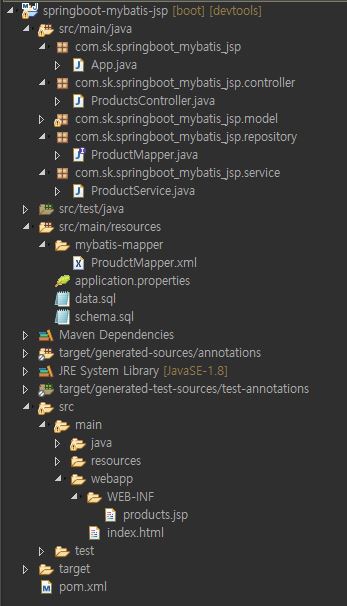 springboot-mybatis-jsp [boot] [devtools]
src/main/java
com.sk.springboot_mybatis_jsp
App.java
com.sk.springboot_mybatis_jsp.controller
ProductsController.java
com.sk.springboot_mybatis_jsp.model
com.sk.springboot_mybatis_jsp.repository
ProductMapper.java
com.sk.springboot_mybatis_jsp.service
ProductService.java
src/test/java
src/main/resources
mybatis-mapper
ProudctMapper.xml
application.properties
data.sql
schema.sql
Maven Dependencies
target/generated-sources/annotations
JRE System Library [JavaSE-1.8]
target/generated-test-sources/test-annotations
src
main
java
resources
webapp
WEB-INF
products.jsp
index.html
test
target
pom.xml